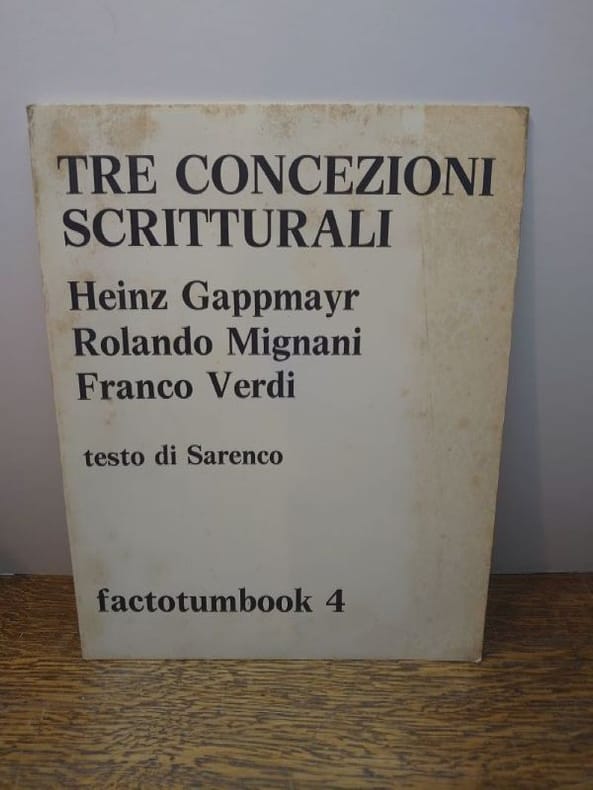 TRE CONCEZIONI
SCRITTURALI
Heinz Gappmayr
Rolando Mignani
Franco Verdi
testo di Sarenco
factotumbook 4